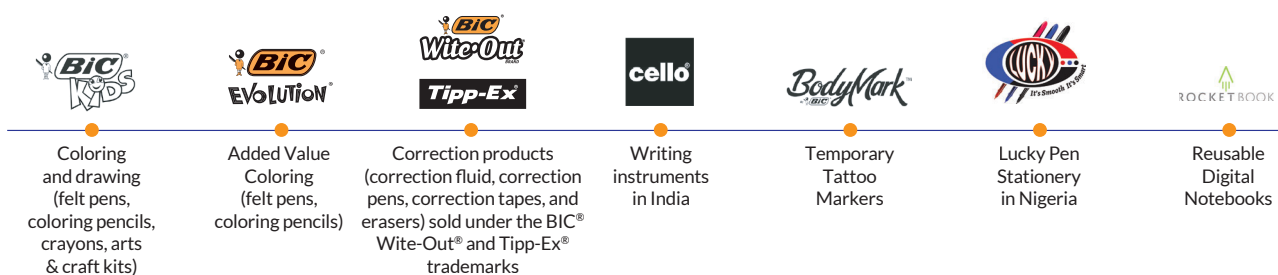 BiC
KiDS
Coloring
and drawing
(felt pens,
coloring pencils,
crayons, arts
& craft kits)
BiC®
EVOLUTION®
Added Value
Coloring
(felt pens,
coloring pencils)
BiC®
Wite•Out®
BRAND
Tipp-Ex®
Correction products
(correction fluid, correction
pens, correction tapes, and
erasers) sold under the BIC®
Wite-Out® and Tipp-Ex®
trademarks
cello®
Writing
instruments
in India
BodyMark™
BiC
Temporary
Tattoo
Markers
LUCKY
It's Smooth It's Smart
Lucky Pen
Stationery
in Nigeria
ROCKETBOOK
Reusable
Digital
Notebooks